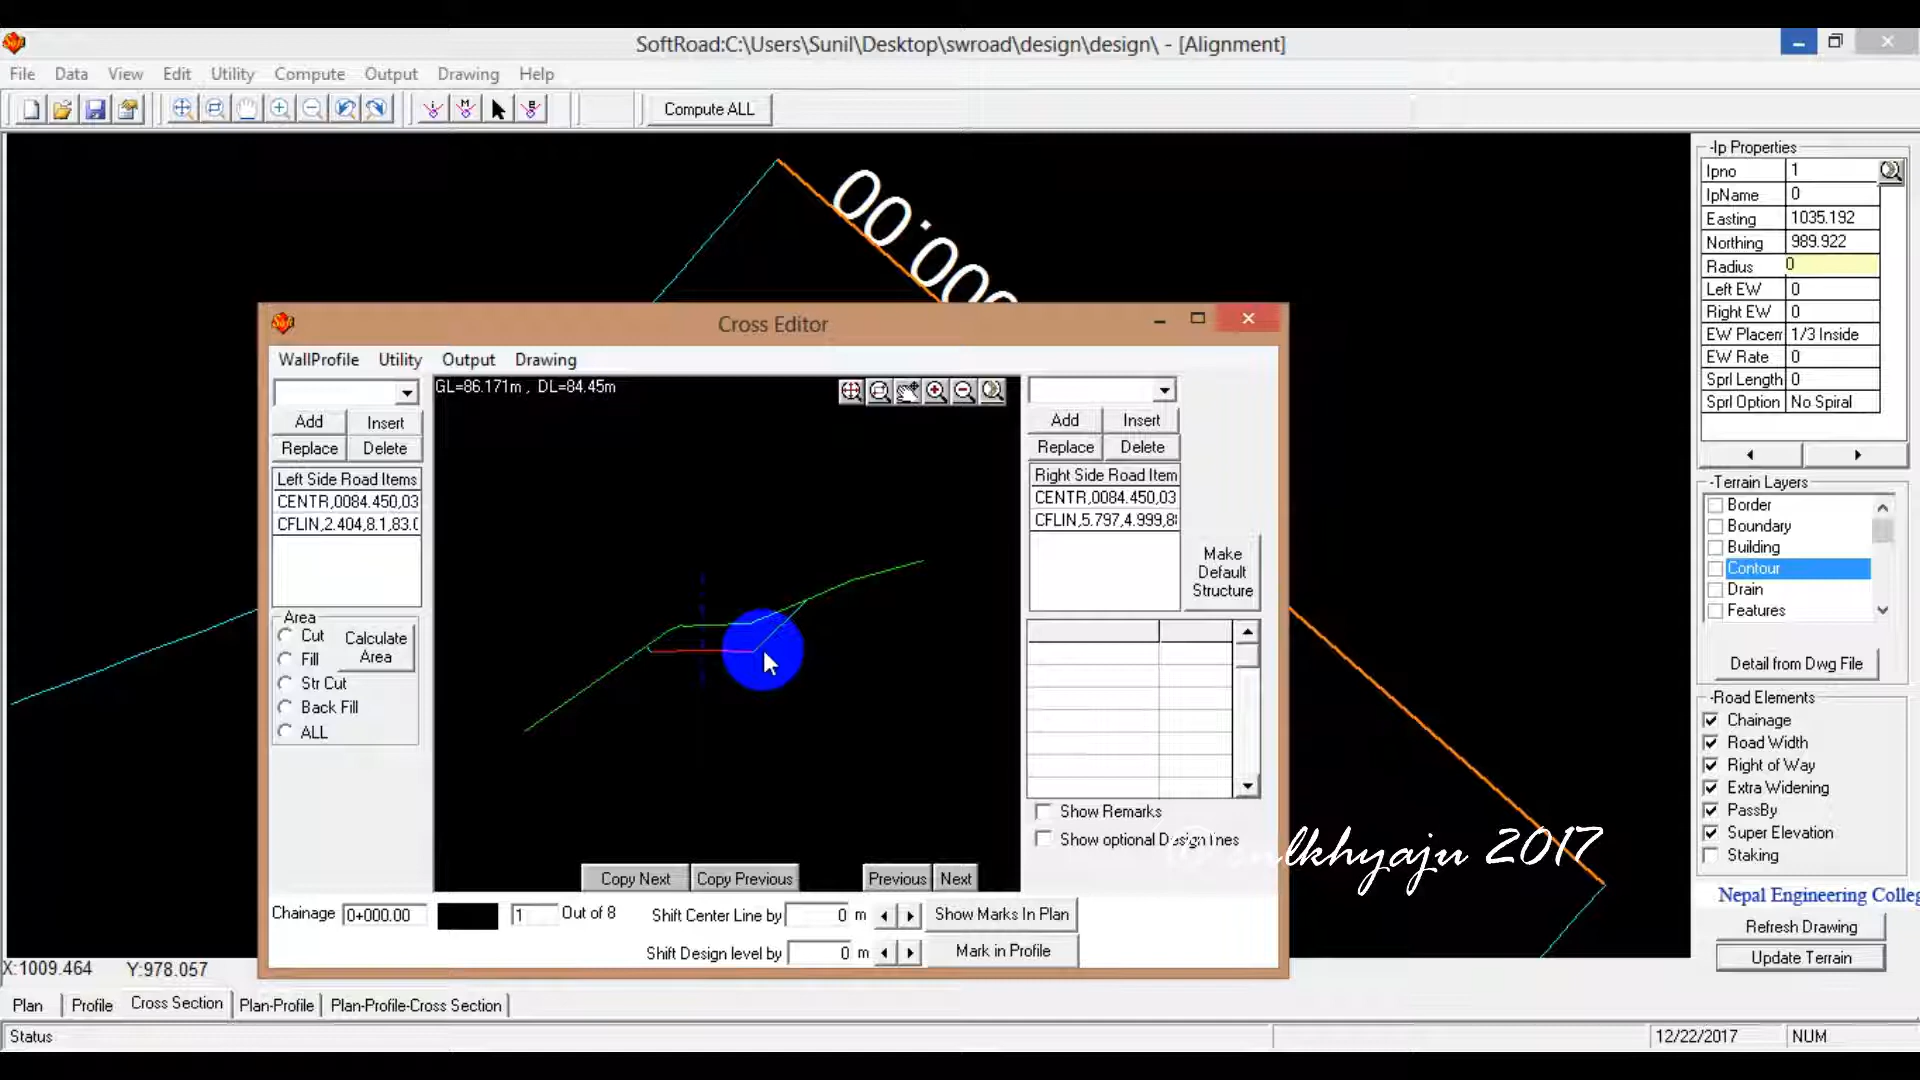 SoftRoad:C:\Users\Sunil\Desktop\swroad\design\design\ - [Alignment]
File Data View Edit Utility Compute Output Drawing Help
Compute ALL
000.00
-Ip Properties
Ipno 1
IpName 0
Easting 1035.192
Northing 989.922
Radius 0
Left EW 0
Right EW 0
EW Placem 1/3 Inside
EW Rate 0
Sprl Length 0
Sprl Option No Spiral
-Terrain Layers
Border
Boundary
Building
Contour
Drain
Features
Detail from Dwg File
-Road Elements
Chainage
Road Width
Right of Way
Extra Widening
PassBy
Super Elevation
Staking
Nepal Engineering Colleg
Refresh Drawing
Update Terrain
Cross Editor
WallProfile Utility Output Drawing
GL=86.171m , DL=84.45m
Add Insert
Replace Delete
Left Side Road Items
CENTR,0084.450,03
CFLIN,2.404,8.1,83.0
Area
Cut
Fill
Str Cut
Back Fill
ALL
Calculate
Area
Add Insert
Replace Delete
Right Side Road Item
CENTR,0084.450,03
CFLIN,5.797,4.999,8
Make
Default
Structure
Show Remarks
Show optional Design lines
Copy Next Copy Previous Previous Next
Chainage 0+000.00 1 Out of 8 Shift Center Line by 0 m Show Marks In Plan
Shift Design level by 0 m Mark in Profile
2017
X:1009.464 Y:978.057
Plan Profile Cross Section Plan-Profile Plan-Profile-Cross Section
Status 12/22/2017 NUM